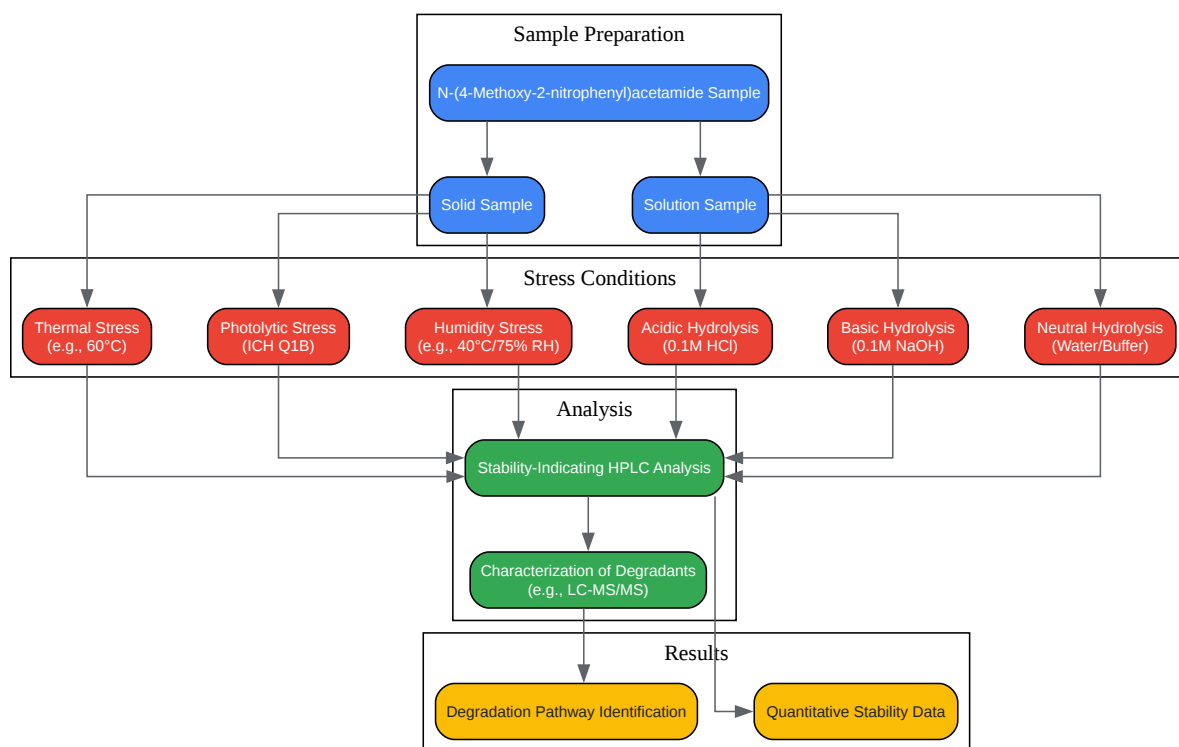 Sample Preparation
N-(4-Methoxy-2-nitrophenyl)acetamide Sample
Solid Sample
Solution Sample
Stress Conditions
Thermal Stress
(e.g., 60°C)
Photolytic Stress
(ICH Q1B)
Humidity Stress
(e.g., 40°C/75% RH)
Acidic Hydrolysis
(0.1M HCl)
Basic Hydrolysis
(0.1M NaOH)
Neutral Hydrolysis
(Water/Buffer)
Analysis
Stability-Indicating HPLC Analysis
Characterization of Degradants
(e.g., LC-MS/MS)
Results
Degradation Pathway Identification
Quantitative Stability Data